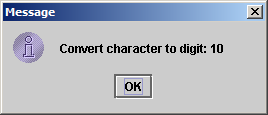 Message
Convert character to digit: 10
OK